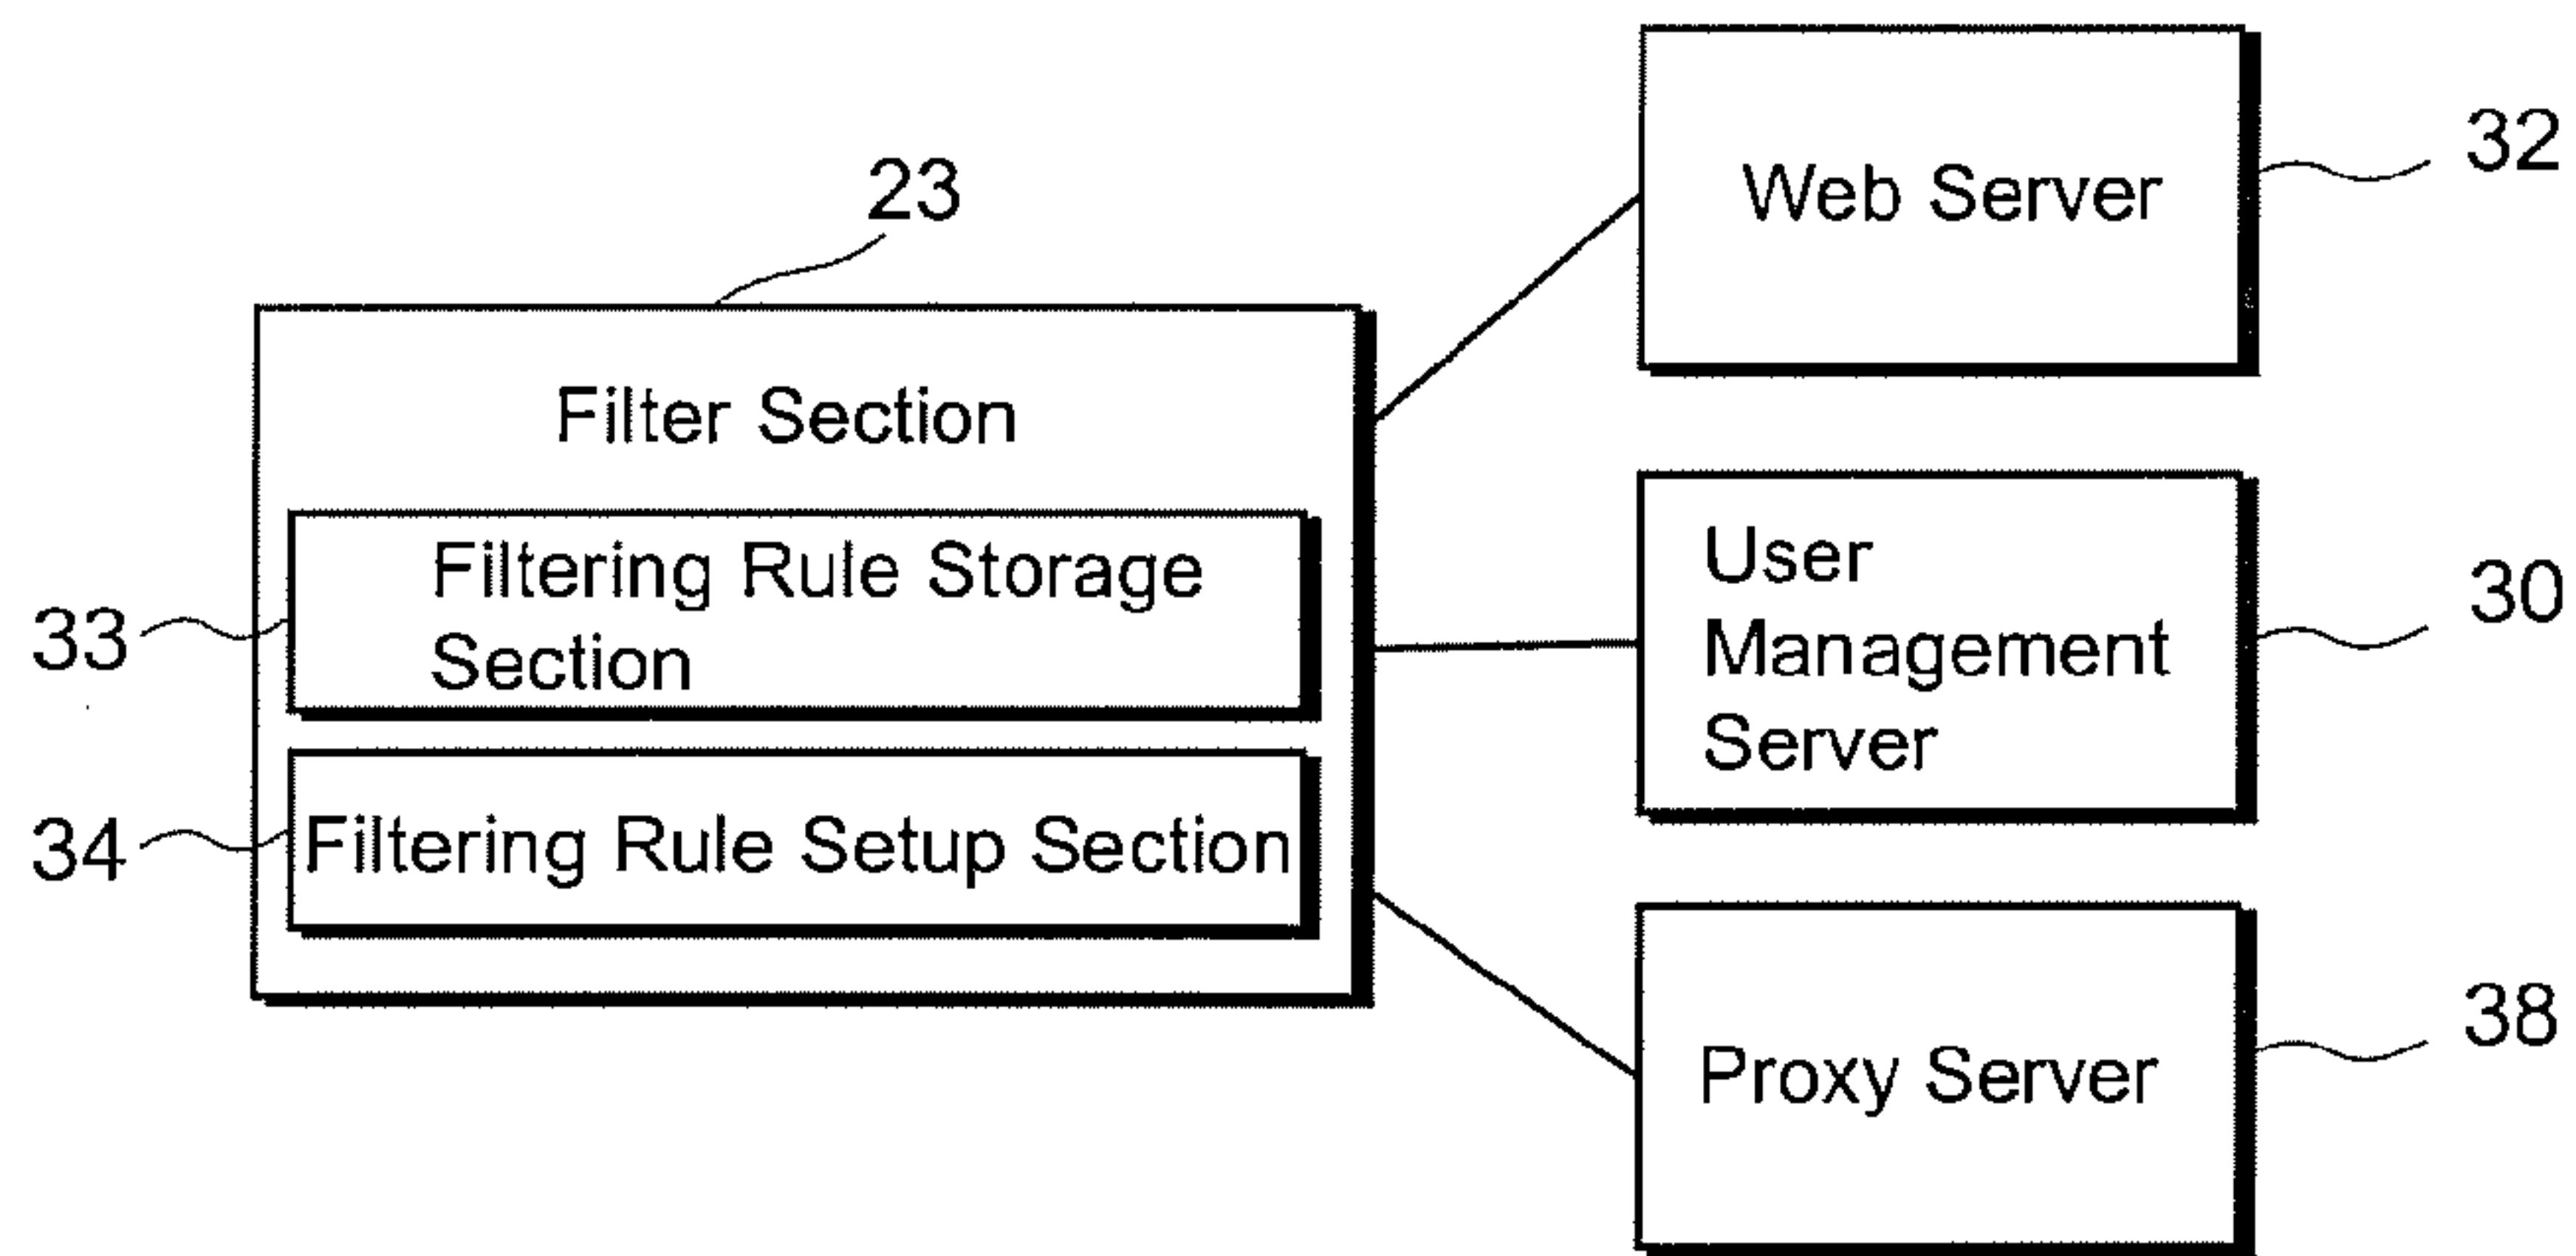 23
Filter Section
33
Filtering Rule Storage
Section
34
Filtering Rule Setup Section
Web Server
32
User
Management
Server
30
Proxy Server
38